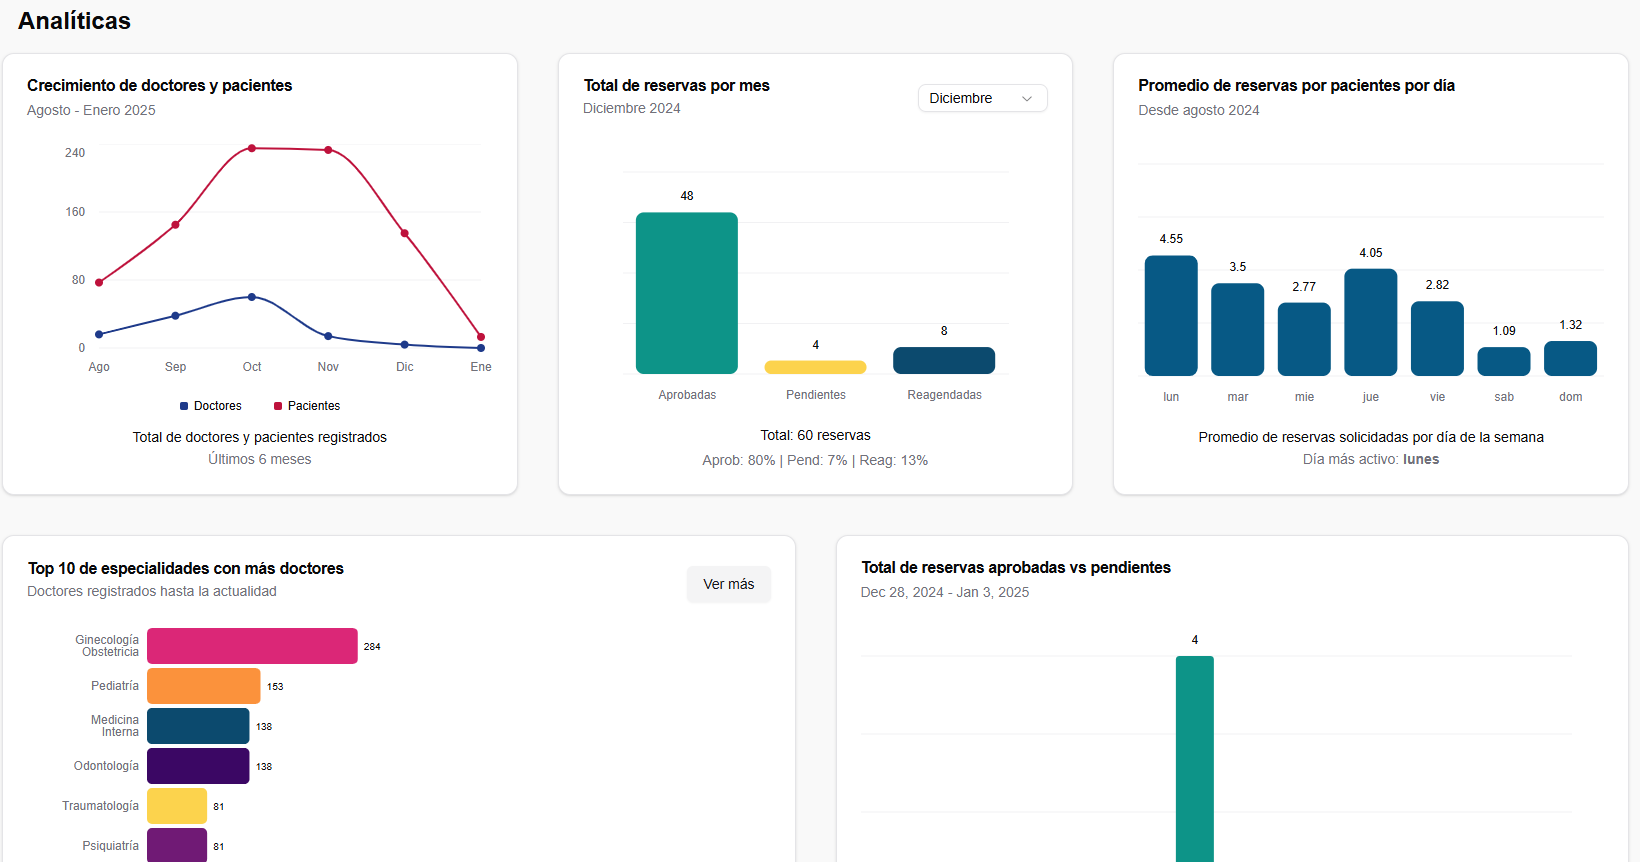 Analíticas
Crecimiento de doctores y pacientes
Agosto - Enero 2025
240
160
80
0
Ago
Sep
Oct
Nov
Dic
Ene
Doctores
Pacientes
Total de doctores y pacientes registrados
Últimos 6 meses
Total de reservas por mes
Diciembre 2024
Diciembre
48
4
8
Aprobadas
Pendientes
Reagendadas
Total: 60 reservas
Aprob: 80% | Pend: 7% | Reag: 13%
Promedio de reservas por pacientes por día
Desde agosto 2024
4.55
3.5
2.77
4.05
2.82
1.09
1.32
lun
mar
mie
jue
vie
sab
dom
Promedio de reservas solicidadas por día de la semana
Día más activo: lunes
Top 10 de especialidades con más doctores
Doctores registrados hasta la actualidad
Ver más
Ginecología
Obstetricia
284
Pediatría
153
Medicina
Interna
138
Odontología
138
Traumatología
81
Psiquiatría
81
Total de reservas aprobadas vs pendientes
Dec 28, 2024 - Jan 3, 2025
4